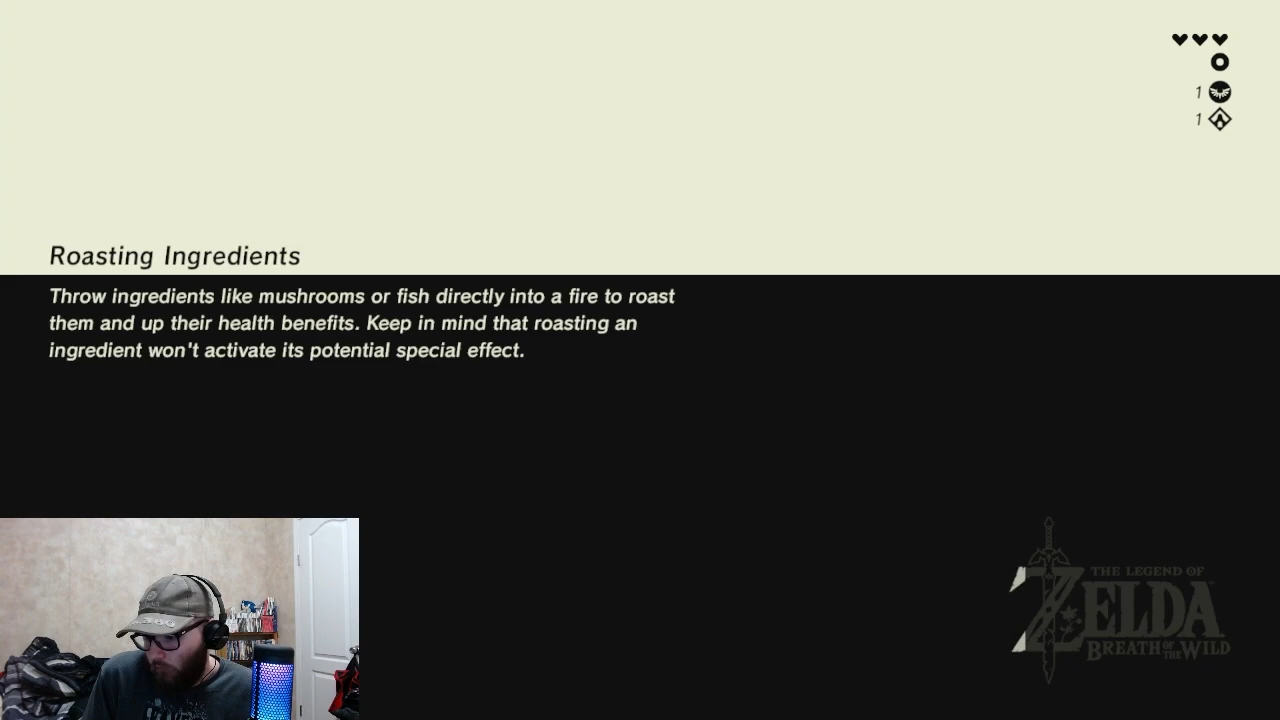 1
1
Roasting Ingredients
Throw ingredients like mushrooms or fish directly into a fire to roast
them and up their health benefits. Keep in mind that roasting an
ingredient won't activate its potential special effect.
THE LEGEND OF
ZELDA
BREATH OF THE WILD